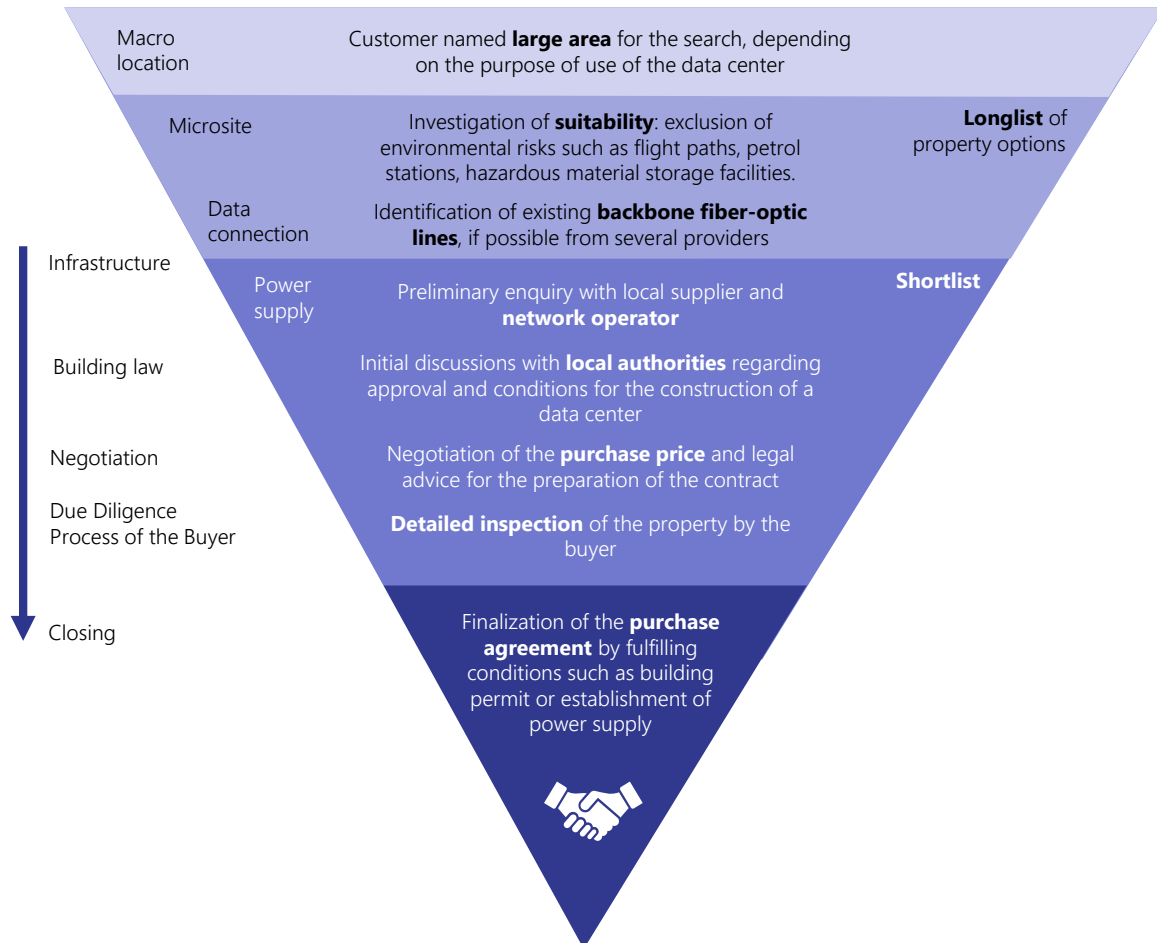 Macro
location
Customer named large area for the search, depending
on the purpose of use of the data center
Microsite
Investigation of suitability: exclusion of
environmental risks such as flight paths, petrol
stations, hazardous material storage facilities.
Longlist of
property options
Data
connection
Identification of existing backbone fiber-optic
lines, if possible from several providers
Infrastructure
Power
supply
Preliminary enquiry with local supplier and
network operator
Shortlist
Building law
Initial discussions with local authorities regarding
approval and conditions for the construction of a
data center
Negotiation
Negotiation of the purchase price and legal
advice for the preparation of the contract
Due Diligence
Process of the Buyer
Detailed inspection of the property by the
buyer
Closing
Finalization of the purchase
agreement by fulfilling
conditions such as building
permit or establishment of
power supply